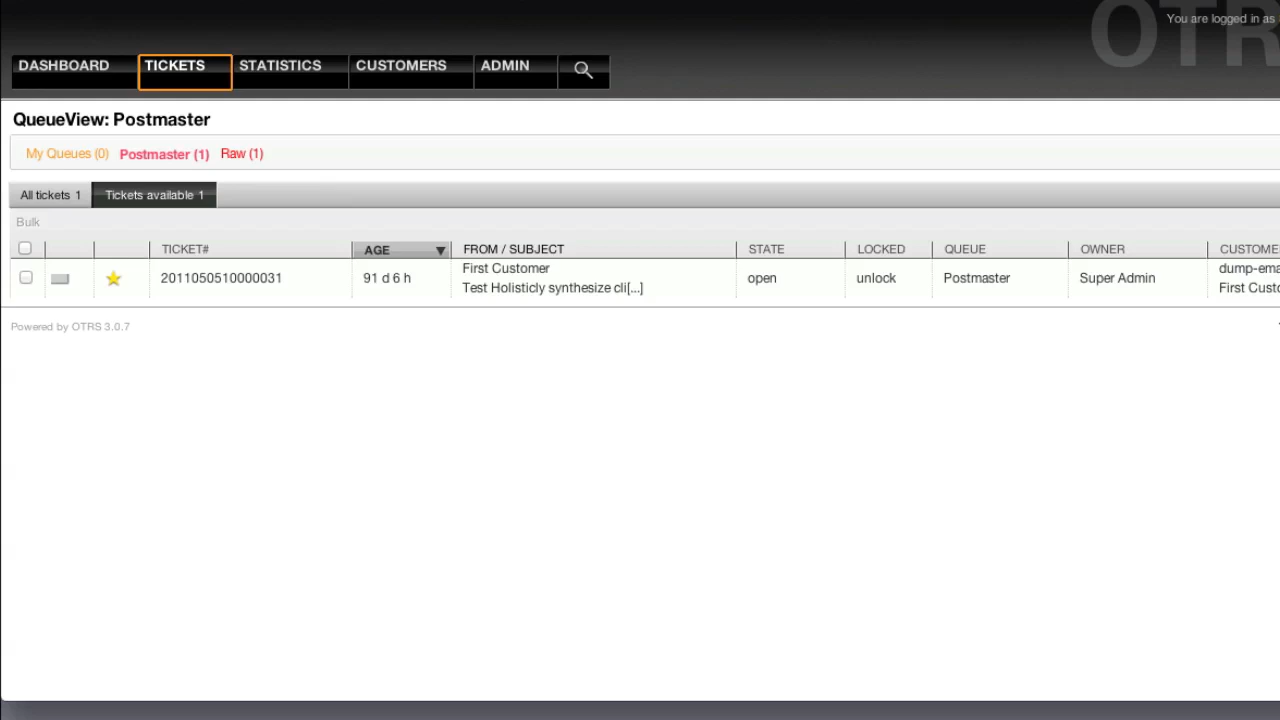 You are logged in as
OTR
DASHBOARD TICKETS STATISTICS CUSTOMERS ADMIN
QueueView: Postmaster
My Queues (0) Postmaster (1) Raw (1)
All tickets 1 Tickets available 1
Bulk
TICKET# AGE FROM / SUBJECT STATE LOCKED QUEUE OWNER CUSTOME
2011050510000031 91 d 6 h First Customer open unlock Postmaster Super Admin dump-ema
Test Holisticly synthesize cli[...] First Custo
Powered by OTRS 3.0.7